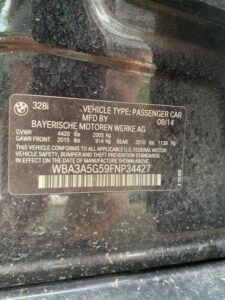 BMW
328i
VEHICLE TYPE: PASSENGER CAR
MFD BY 08/14
BAYERISCHE MOTOREN WERKE AG
GVWR 4420 lbs 2005 kg
GAWR FRONT 2015 lbs 914 kg REAR 2510 lbs 1139 kg
THIS VEHICLE CONFORMS TO ALL APPLICABLE U.S. FEDERAL MOTOR
VEHICLE SAFETY, BUMPER AND THEFT PREVENTION STANDARDS IN
EFFECT ON THE DATE OF MANUFACTURE SHOWN ABOVE.
WBA3A5G59FNP34427